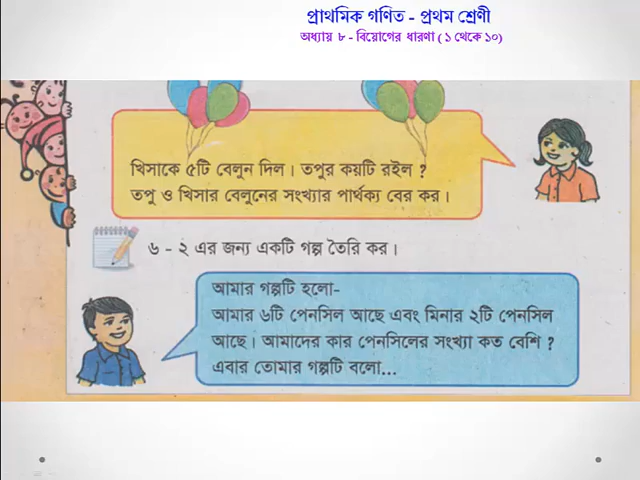 প্রাথমিক গণিত - প্রথম শ্রেণী
অধ্যায় ৮ - বিয়োগের ধারণা ( ১ থেকে ১০)
খিসাকে ৫টি বেলুন দিল। তপুর কয়টি রইল ?
তপু ও খিসার বেলুনের সংখ্যার পার্থক্য বের কর।
৬ - ২ এর জন্য একটি গল্প তৈরি কর।
আমার গল্পটি হলো-
আমার ৬টি পেনসিল আছে এবং মিনার ২টি পেনসিল
আছে। আমাদের কার পেনসিলের সংখ্যা কত বেশি ?
এবার তোমার গল্পটি বলো...